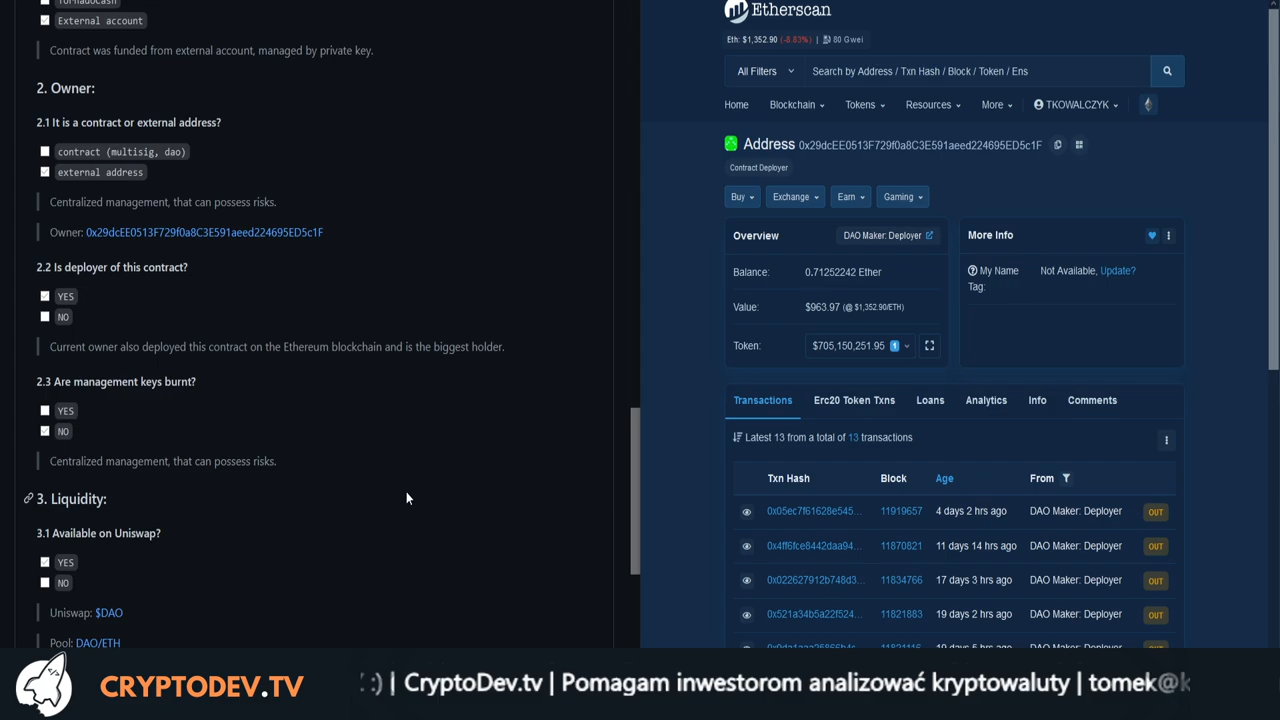 TornadoCash
External account
Contract was funded from external account, managed by private key.
2. Owner:
2.1 It is a contract or external address?
contract (multisig, dao)
external address
Centralized management, that can possess risks.
Owner: 0x29dcEE0513F729f0a8C3E591aeed224695ED5c1F
2.2 Is deployer of this contract?
YES
NO
Current owner also deployed this contract on the Ethereum blockchain and is the biggest holder.
2.3 Are management keys burnt?
YES
NO
Centralized management, that can possess risks.
3. Liquidity:
3.1 Available on Uniswap?
YES
NO
Uniswap: $DAO
Pool: DAO/ETH
Etherscan
Eth: $1,352.90 (-8.83%) | 80 Gwei
All Filters Search by Address / Txn Hash / Block / Token / Ens
Home Blockchain Tokens Resources More TKOWALCZYK
Address 0x29dcEE0513F729f0a8C3E591aeed224695ED5c1F
Contract Deployer
Buy Exchange Earn Gaming
Overview DAO Maker: Deployer
Balance: 0.71252242 Ether
Value: $963.97 (@ $1,352.90/ETH)
Token: $705,150,251.95 1
More Info
My Name Tag: Not Available, Update?
Transactions Erc20 Token Txns Loans Analytics Info Comments
Latest 13 from a total of 13 transactions
Txn Hash Block Age From
0x05ec7f61628e545... 11919657 4 days 2 hrs ago DAO Maker: Deployer OUT
0x4ff6fce8442daa94... 11870821 11 days 14 hrs ago DAO Maker: Deployer OUT
0x022627912b748d3... 11834766 17 days 3 hrs ago DAO Maker: Deployer OUT
0x521a34b5a22f524... 11821883 19 days 2 hrs ago DAO Maker: Deployer OUT
CRYPTODEV.TV
:) | CryptoDev.tv | Pomagam inwestorom analizować kryptowaluty | tomek@k